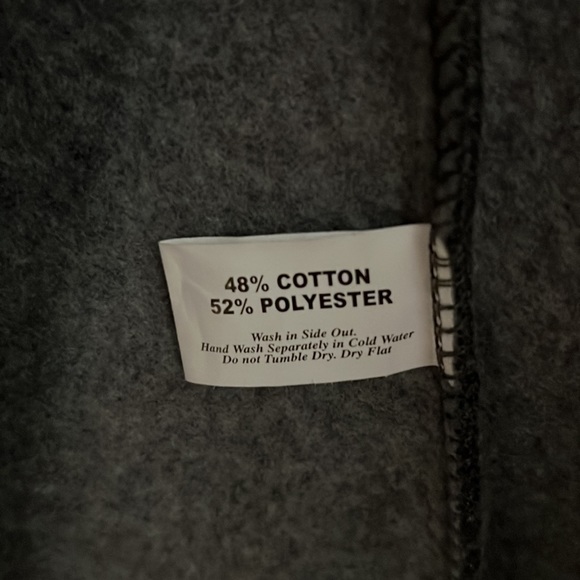 48% COTTON
52% POLYESTER
Wash in Side Out.
Hand Wash Separately in Cold Water
Do not Tumble Dry. Dry Flat